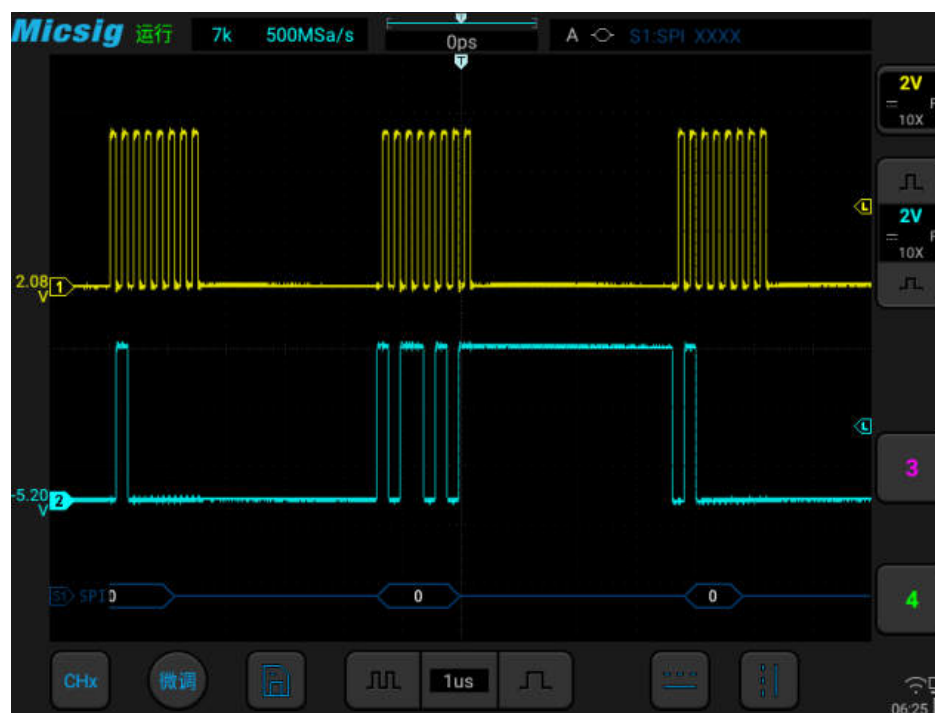 Micsig 运行 7k 500MSa/s 0ps A S1:SPI XXXX
T
T
2V
10X
L
2V
10X
2.08
V
1
L
3
-5.20
V
2
S1 SPI 0 0 0
4
CHx 微调 1us
06:25